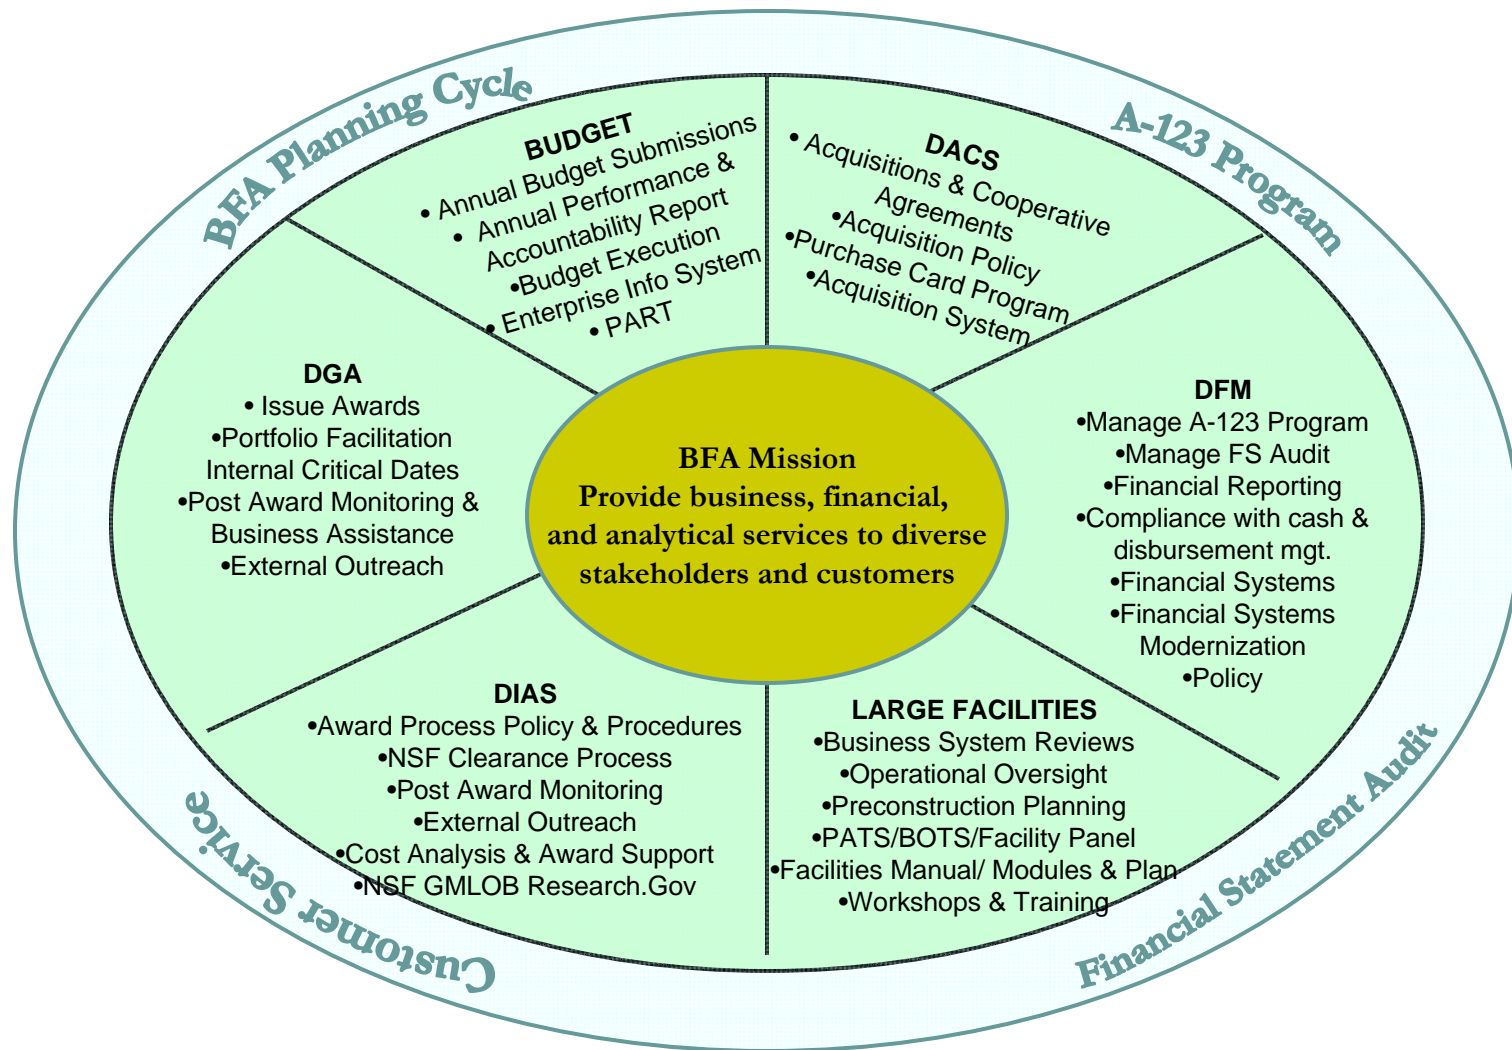 BFA Planning Cycle
A-123 Program
BUDGET
• Annual Budget Submissions
• Annual Performance &
Accountability Report
•Budget Execution
• Enterprise Info System
• PART
DACS
• Acquisitions & Cooperative
Agreements
•Acquisition Policy
•Purchase Card Program
•Acquisition System
DGA
• Issue Awards
•Portfolio Facilitation
Internal Critical Dates
•Post Award Monitoring &
Business Assistance
•External Outreach
BFA Mission
Provide business, financial,
and analytical services to diverse
stakeholders and customers
DFM
•Manage A-123 Program
•Manage FS Audit
•Financial Reporting
•Compliance with cash &
disbursement mgt.
•Financial Systems
•Financial Systems
Modernization
•Policy
DIAS
•Award Process Policy & Procedures
•NSF Clearance Process
•Post Award Monitoring
•External Outreach
•Cost Analysis & Award Support
•NSF GMLOB Research.Gov
LARGE FACILITIES
•Business System Reviews
•Operational Oversight
•Preconstruction Planning
•PATS/BOTS/Facility Panel
•Facilities Manual/ Modules & Plan
•Workshops & Training
Customer Service
Financial Statement Audit